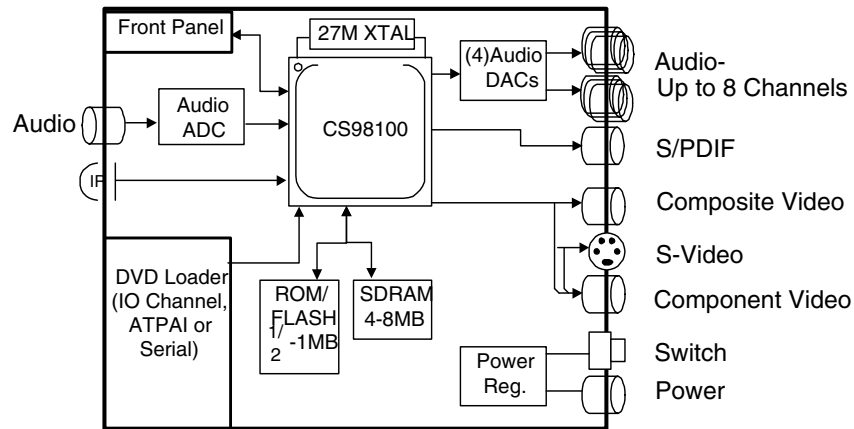 Front Panel
27M XTAL
(4)Audio
DACs
Audio-
Up to 8 Channels
Audio
Audio
ADC
CS98100
S/PDIF
IR
Composite Video
S-Video
DVD Loader
(IO Channel,
ATPAI or
Serial)
ROM/
FLASH
1/2 -1MB
SDRAM
4-8MB
Component Video
Power
Reg.
Switch
Power